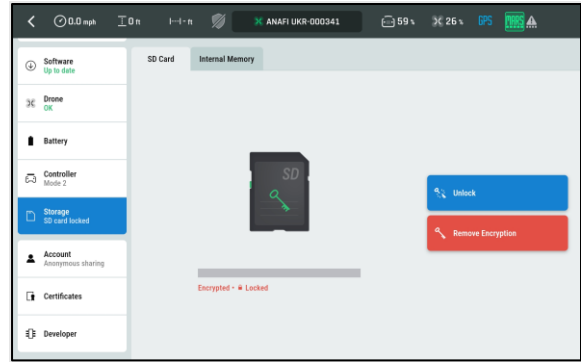 0.0 mph 0 ft - ft ANAFI UKR-000341 59 % 26 % GPS MARS
Software
Up to date
SD Card Internal Memory
Drone
OK
Battery
SD
Controller
Mode 2
Unlock
Storage
SD card locked
Remove Encryption
Account
Anonymous sharing
Encrypted - Locked
Certificates
Developer